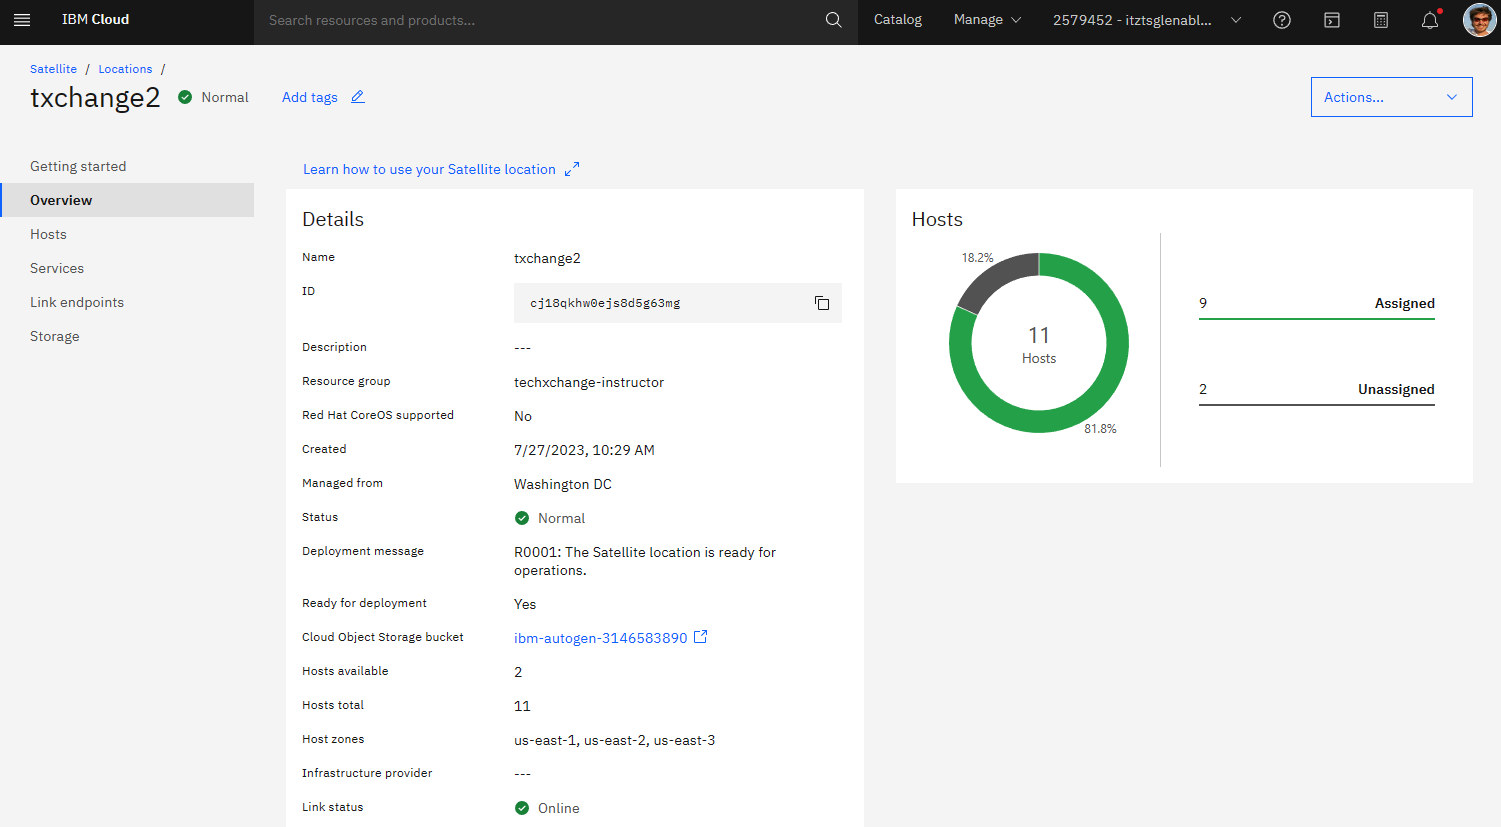 IBM Cloud
Search resources and products...
Catalog
Manage
2579452 - itztsglenabl...
Satellite / Locations /
txchange2
Normal
Add tags
Actions...
Getting started
Overview
Hosts
Services
Link endpoints
Storage
Learn how to use your Satellite location
Details
Name
txchange2
ID
cj18qkhw0ejs8d5g63mg
Description
---
Resource group
techxchange-instructor
Red Hat CoreOS supported
No
Created
7/27/2023, 10:29 AM
Managed from
Washington DC
Status
Normal
Deployment message
R0001: The Satellite location is ready for
operations.
Ready for deployment
Yes
Cloud Object Storage bucket
ibm-autogen-3146583890
Hosts available
2
Hosts total
11
Host zones
us-east-1, us-east-2, us-east-3
Infrastructure provider
---
Link status
Online
Hosts
18.2%
11
Hosts
81.8%
9 Assigned
2 Unassigned